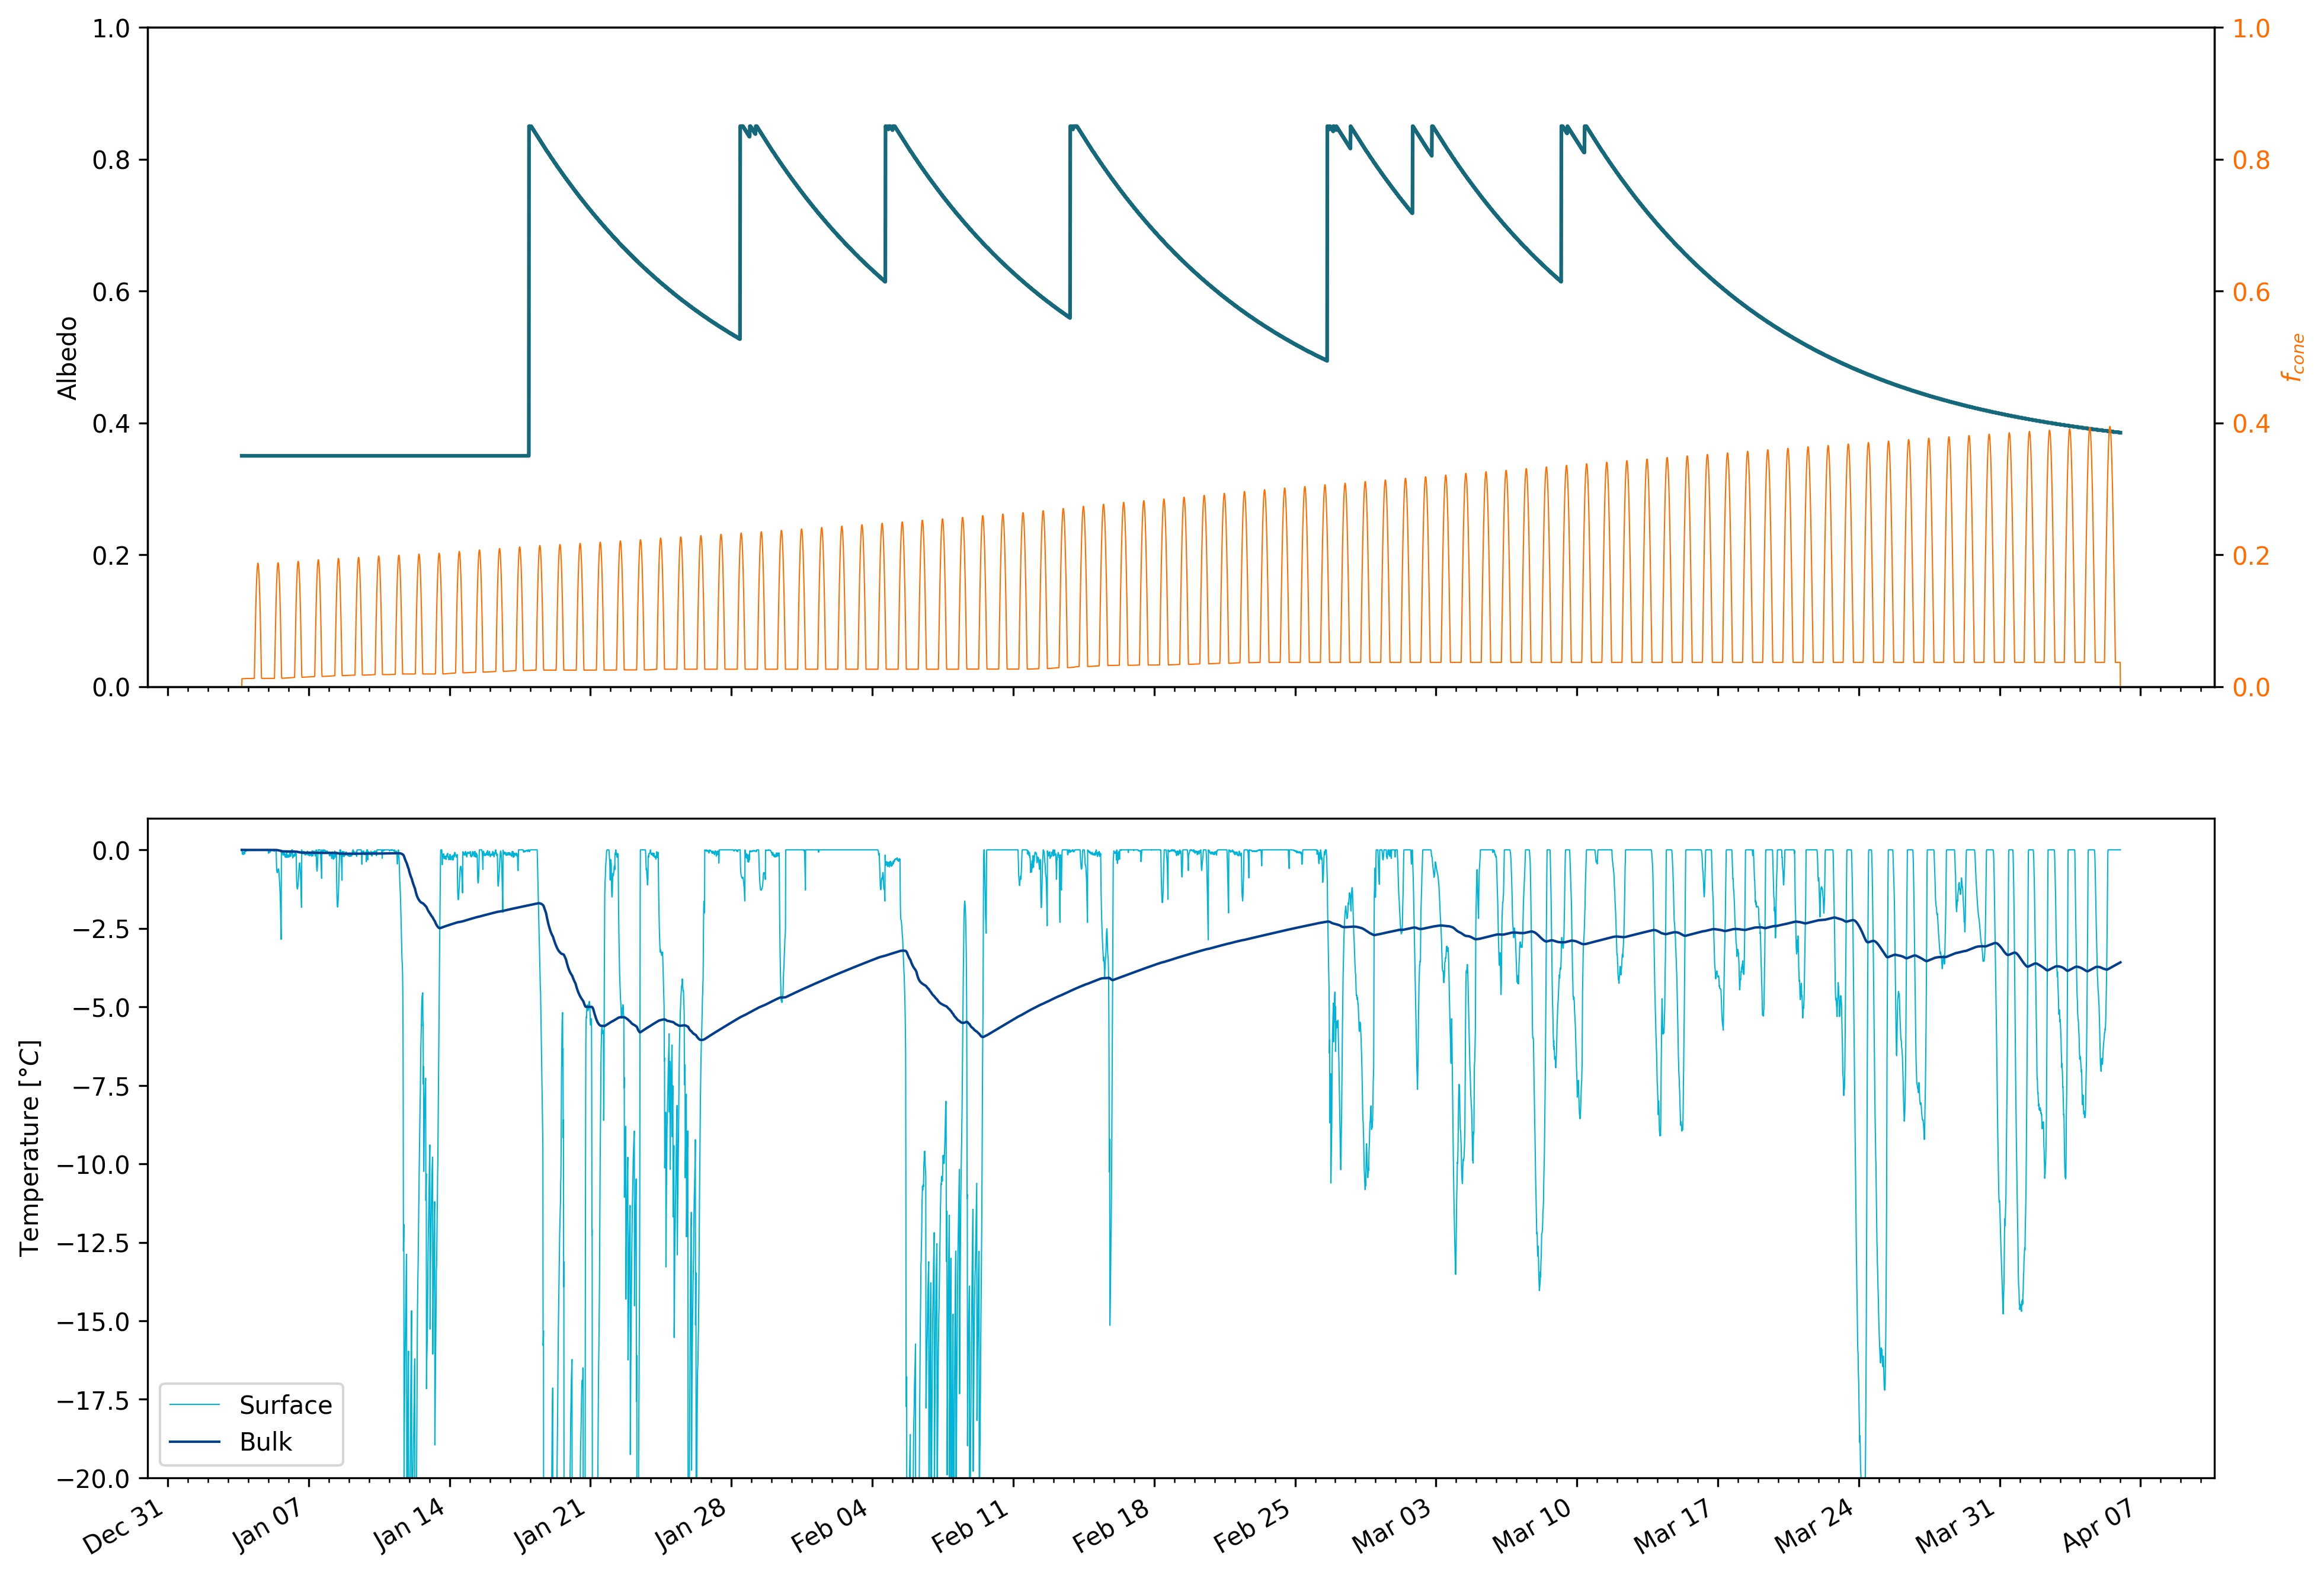 1.0
0.8
0.6
0.4
0.2
0.0
Albedo
1.0
0.8
0.6
0.4
0.2
0.0
f_cone
0.0
−2.5
−5.0
−7.5
−10.0
−12.5
−15.0
−17.5
−20.0
Temperature [°C]
Surface
Bulk
Dec 31
Jan 07
Jan 14
Jan 21
Jan 28
Feb 04
Feb 11
Feb 18
Feb 25
Mar 03
Mar 10
Mar 17
Mar 24
Mar 31
Apr 07